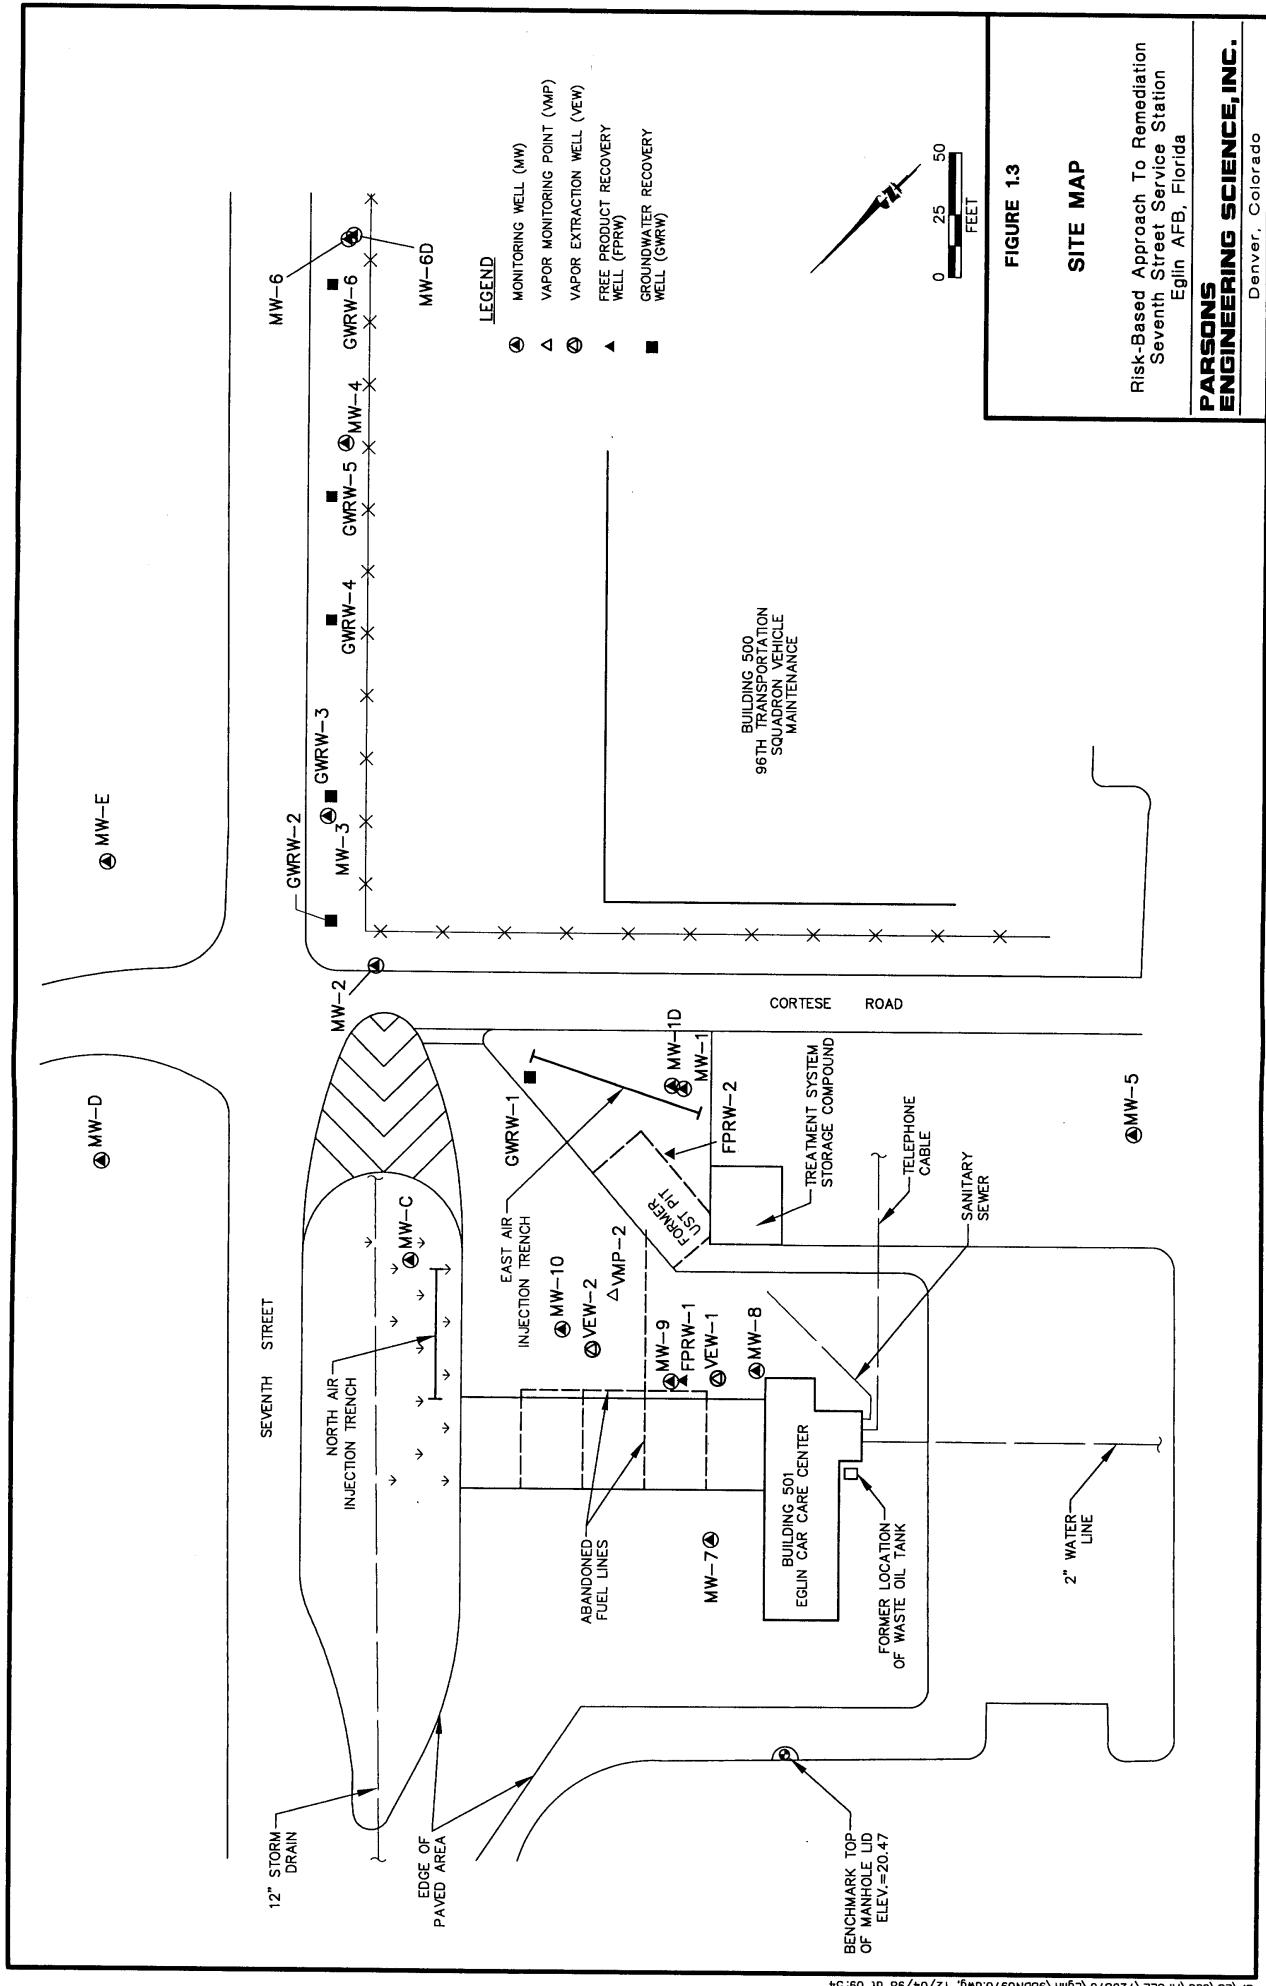 MW-E
MW-D
MW-6
MW-6D
GWRW-6
MW-4
GWRW-5
GWRW-4
GWRW-3
MW-3
GWRW-2
MW-2
LEGEND
MONITORING WELL (MW)
VAPOR MONITORING POINT (VMP)
VAPOR EXTRACTION WELL (VEW)
FREE PRODUCT RECOVERY
WELL (FPRW)
GROUNDWATER RECOVERY
WELL (GWRW)
BUILDING 500
96TH TRANSPORTATION
SQUADRON VEHICLE
MAINTENANCE
CORTESE ROAD
SEVENTH STREET
12" STORM
DRAIN
NORTH AIR
INJECTION TRENCH
MW-C
EDGE OF
PAVED AREA
GWRW-1
EAST AIR
INJECTION TRENCH
MW-10
VEW-2
VMP-2
FORMER
UST PIT
MW-1D
MW-1
FPRW-2
MW-9
FPRW-1
VEW-1
MW-8
ABANDONED
FUEL LINES
MW-7
BUILDING 501
EGLIN CAR CARE CENTER
TREATMENT SYSTEM
STORAGE COMPOUND
TELEPHONE
CABLE
SANITARY
SEWER
MW-5
FORMER LOCATION
OF WASTE OIL TANK
2" WATER
LINE
BENCHMARK TOP
OF MANHOLE LID
ELEV.=20.47
N
0 25 50
FEET
FIGURE 1.3
SITE MAP
Risk-Based Approach To Remediation
Seventh Street Service Station
Eglin AFB, Florida
PARSONS
ENGINEERING SCIENCE, INC.
Denver, Colorado